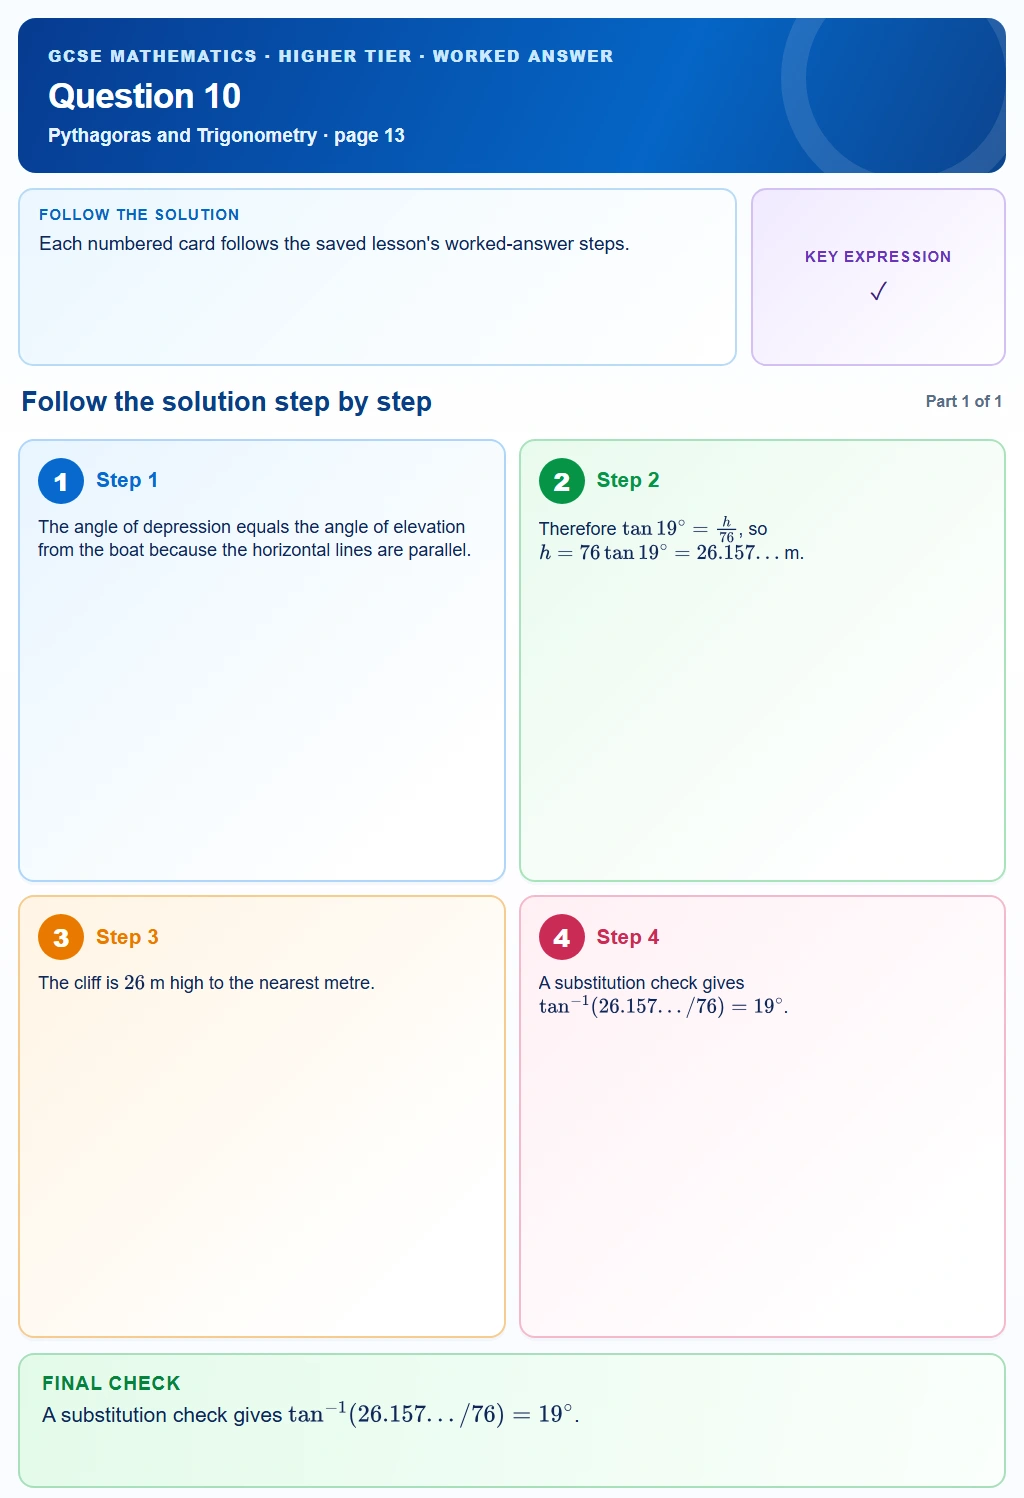 GCSE MATHEMATICS · HIGHER TIER · WORKED ANSWER
Question 10
Pythagoras and Trigonometry · page 13
FOLLOW THE SOLUTION
Each numbered card follows the saved lesson's worked-answer steps.
KEY EXPRESSION
✓
Follow the solution step by step
Part 1 of 1
1 Step 1
The angle of depression equals the angle of elevation
from the boat because the horizontal lines are parallel.
2 Step 2
Therefore tan 19° = h/76, so
h = 76 tan 19° = 26.157… m.
3 Step 3
The cliff is 26 m high to the nearest metre.
4 Step 4
A substitution check gives
tan⁻¹(26.157… /76) = 19°.
FINAL CHECK
A substitution check gives tan⁻¹(26.157… /76) = 19°.